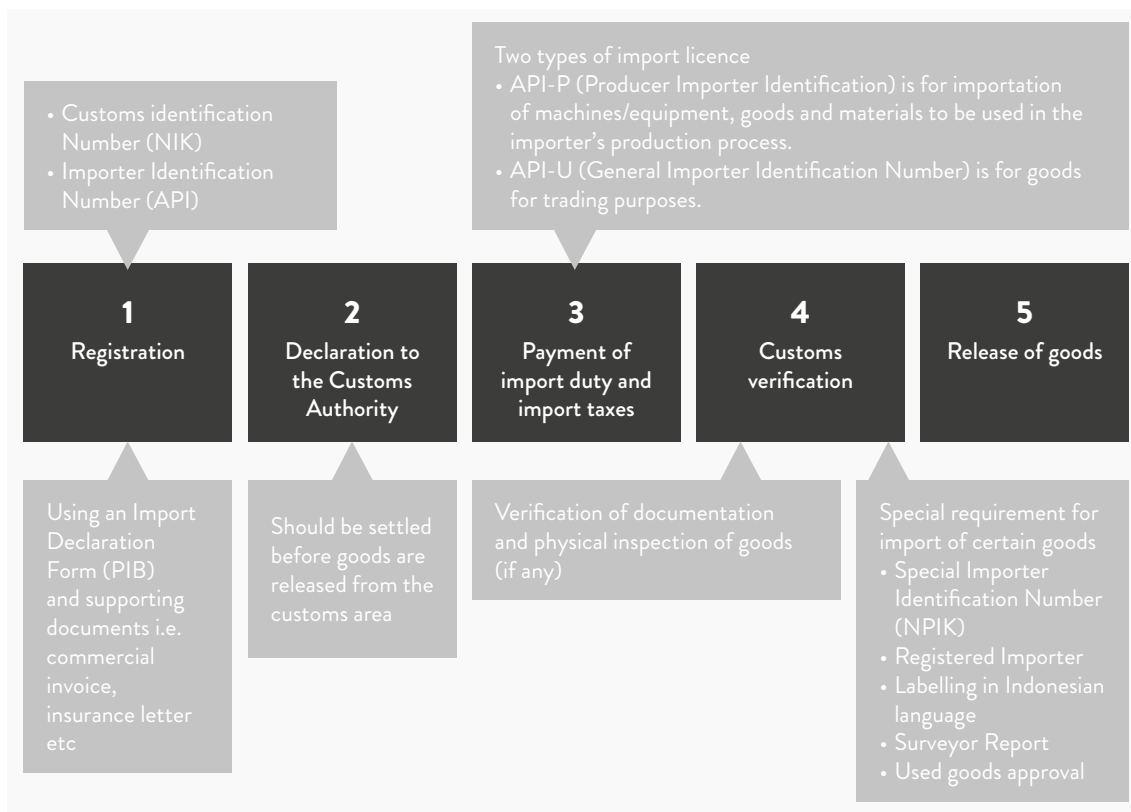 • Customs identification
Number (NIK)
• Importer Identification
Number (API)
Two types of import licence
• API-P (Producer Importer Identification) is for importation
of machines/equipment, goods and materials to be used in the
importer's production process.
• API-U (General Importer Identification Number) is for goods
for trading purposes.
1
Registration
2
Declaration to
the Customs
Authority
3
Payment of
import duty and
import taxes
4
Customs
verification
5
Release of goods
Using an Import
Declaration
Form (PIB)
and supporting
documents i.e.
commercial
invoice,
insurance letter
etc
Should be settled
before goods are
released from the
customs area
Verification of documentation
and physical inspection of goods
(if any)
Special requirement for
import of certain goods
• Special Importer
Identification Number
(NPIK)
• Registered Importer
• Labelling in Indonesian
language
• Surveyor Report
• Used goods approval